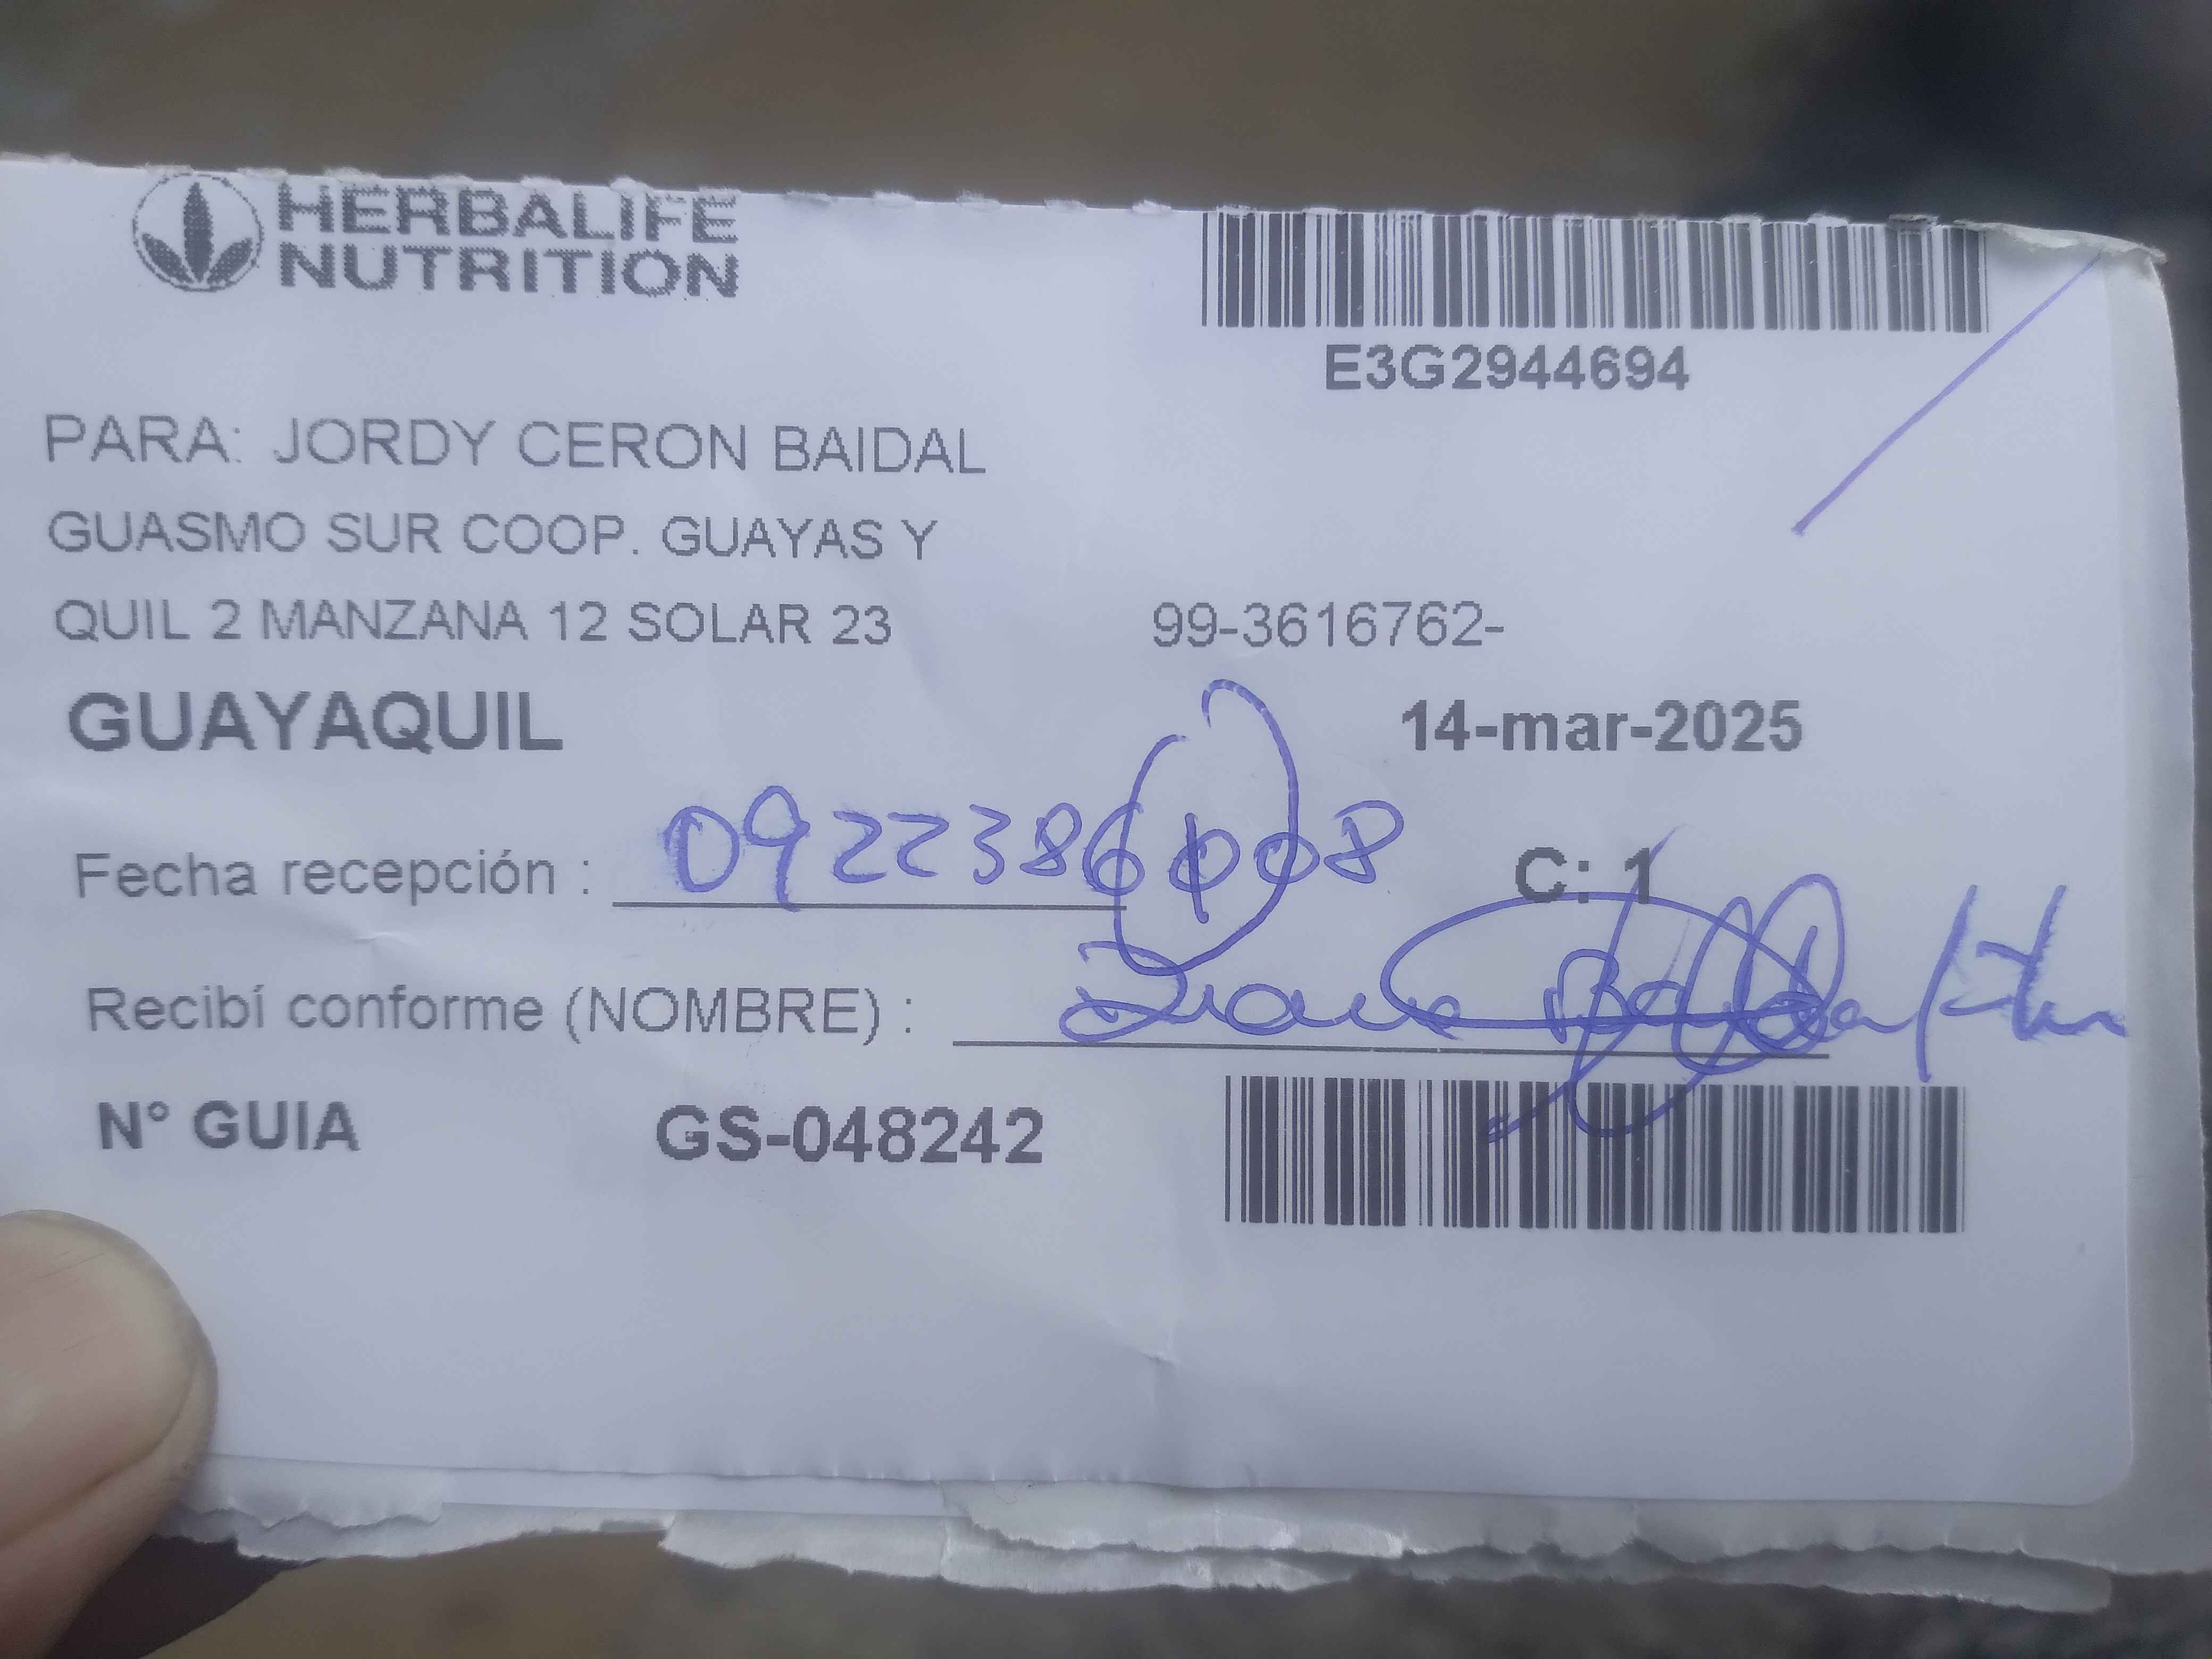 HERBALIFE
NUTRITION
E3G2944694
PARA: JORDY CERON BAIDAL
GUASMO SUR COOP. GUAYAS Y
QUIL 2 MANZANA 12 SOLAR 23 99-3616762-
GUAYAQUIL 14-mar-2025
Fecha recepción : 0922386008 C: 1
Recibí conforme (NOMBRE) :
N° GUIA GS-048242